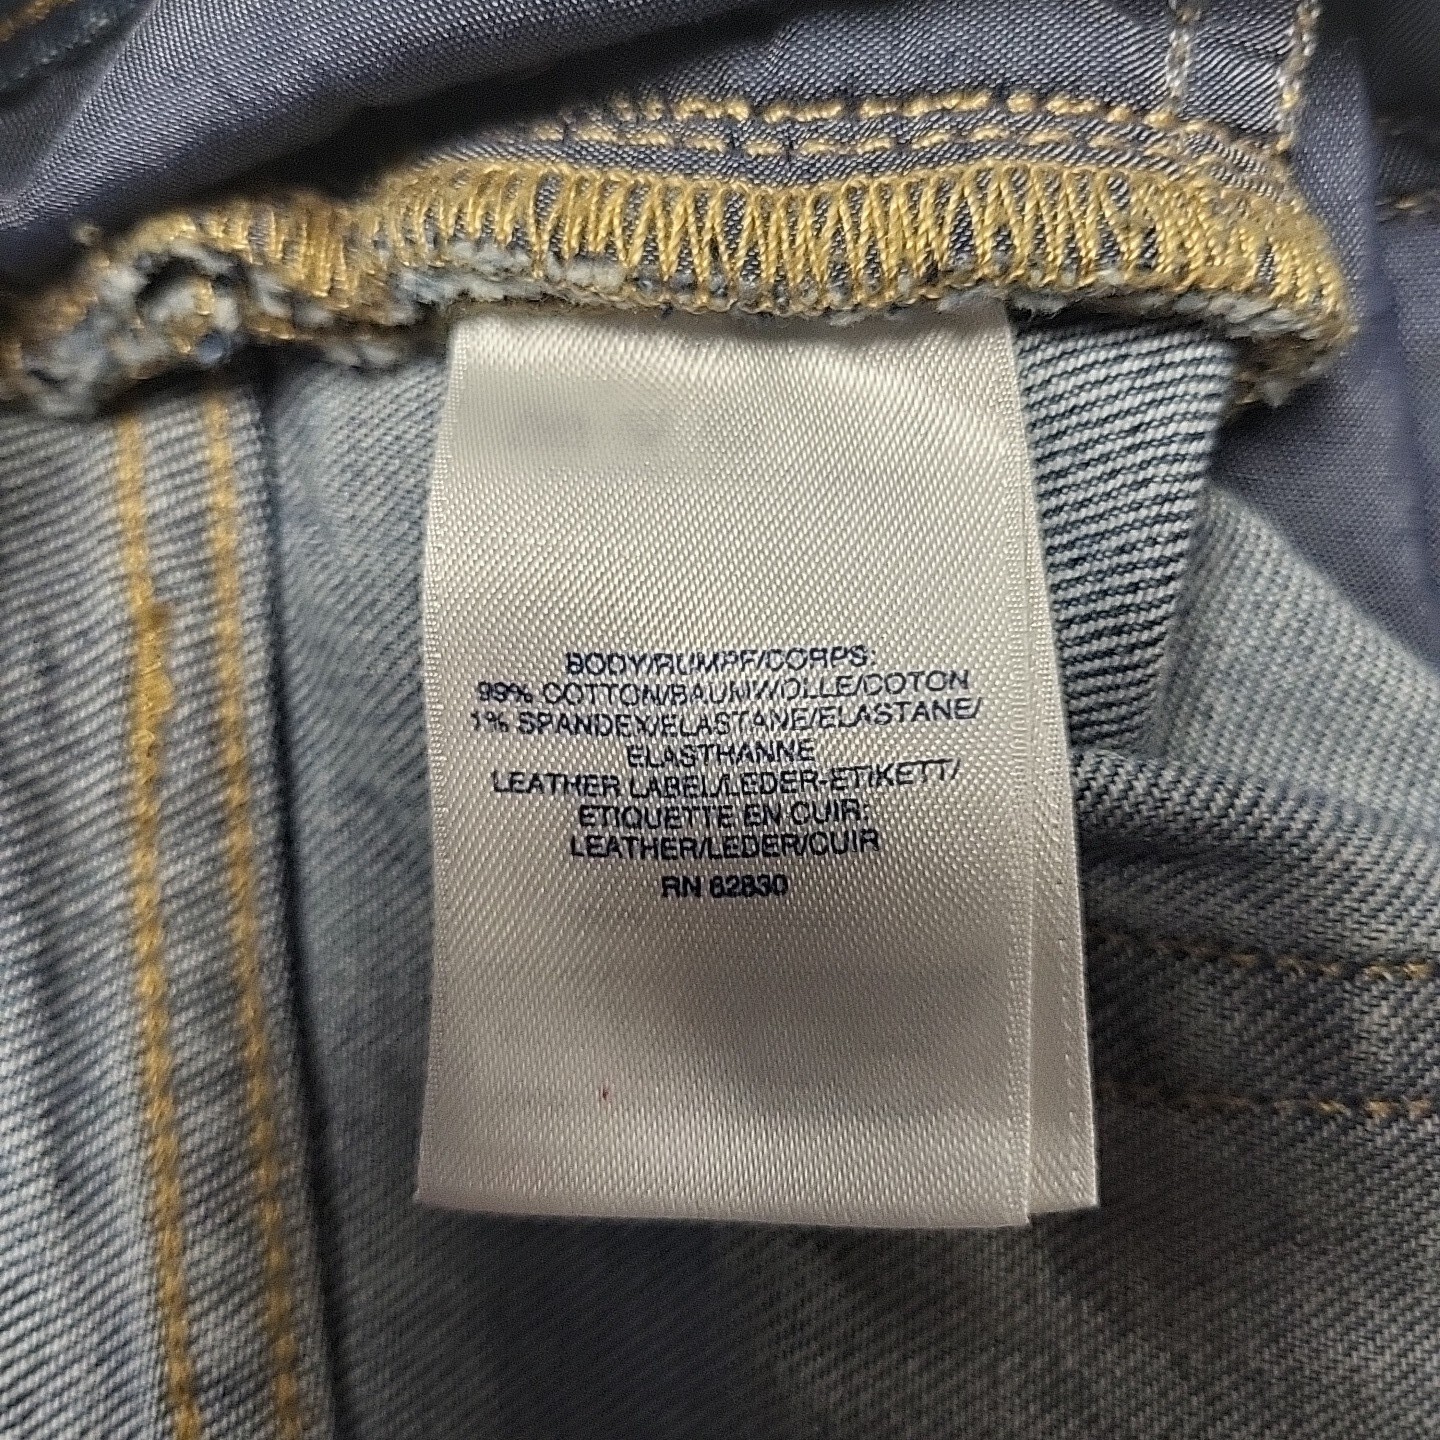 BODY/RUMPF/CORPS:
99% COTTON/BAUMWOLLE/COTON
1% SPANDEX/ELASTANE/ELASTANE/
ELASTHANNE
LEATHER LABEL/LEDER-ETIKETT/
ETIQUETTE EN CUIR:
LEATHER/LEDER/CUIR
RN 62830